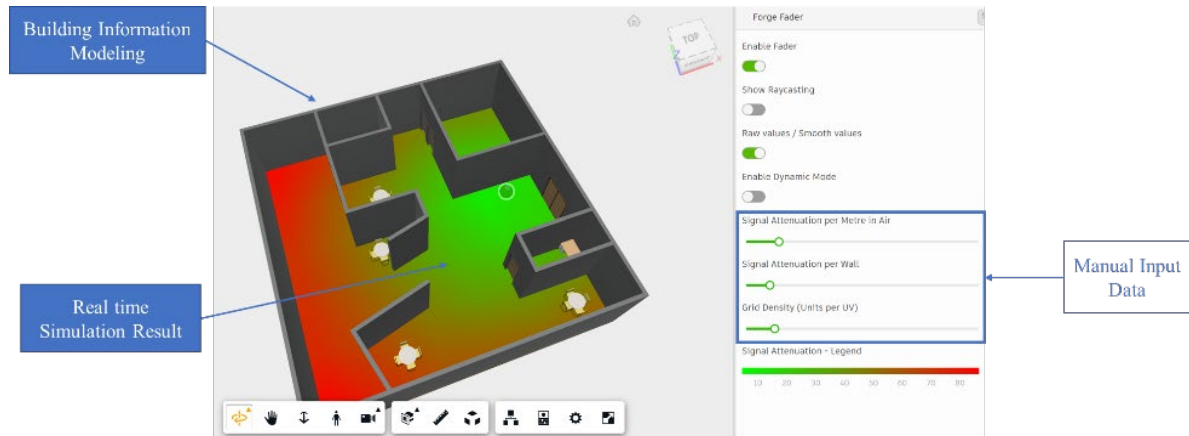 Building Information
Modeling
Real time
Simulation Result
TOP
Forge Fader
Enable Fader
Show Raycasting
Raw values / Smooth values
Enable Dynamic Mode
Signal Attenuation per Metre in Air
Signal Attenuation per Wall
Grid Density (Units per UV)
Signal Attenuation - Legend
10 20 30 40 50 60 70 80
Manual Input
Data